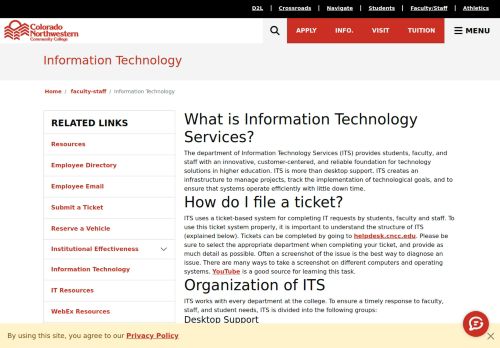 D2L | Crossroads | Navigate | Students | Faculty/Staff | Athletics
Colorado
Northwestern
Community College
APPLY INFO. VISIT TUITION MENU
Information Technology
Home / faculty-staff / Information Technology
RELATED LINKS
Resources
Employee Directory
Employee Email
Submit a Ticket
Reserve a Vehicle
Institutional Effectiveness
Information Technology
IT Resources
WebEx Resources
What is Information Technology
Services?
The department of Information Technology Services (ITS) provides students, faculty, and
staff with an innovative, customer-centered, and reliable foundation for technology
solutions in higher education. ITS is more than desktop support, ITS creates an
infrastructure to manage projects, track the implementation of technological goals, and to
ensure that systems operate efficiently with little down time.
How do I file a ticket?
ITS uses a ticket-based system for completing IT requests by students, faculty and staff. To
use this ticket system properly, it is important to understand the structure of ITS
(explained below). Tickets can be completed by going to helpdesk.cncc.edu. Please be
sure to select the appropriate department when completing your ticket, and provide as
much detail as possible. Often a screenshot of the issue is the best way to diagnose an
issue. There are many ways to take a screenshot on different computers and operating
systems. YouTube is a good source for learning this task.
Organization of ITS
ITS works with every department at the college. To ensure a timely response to faculty,
staff, and student needs, ITS is divided into the following groups:
Desktop Support
By using this site, you agree to our Privacy Policy
×